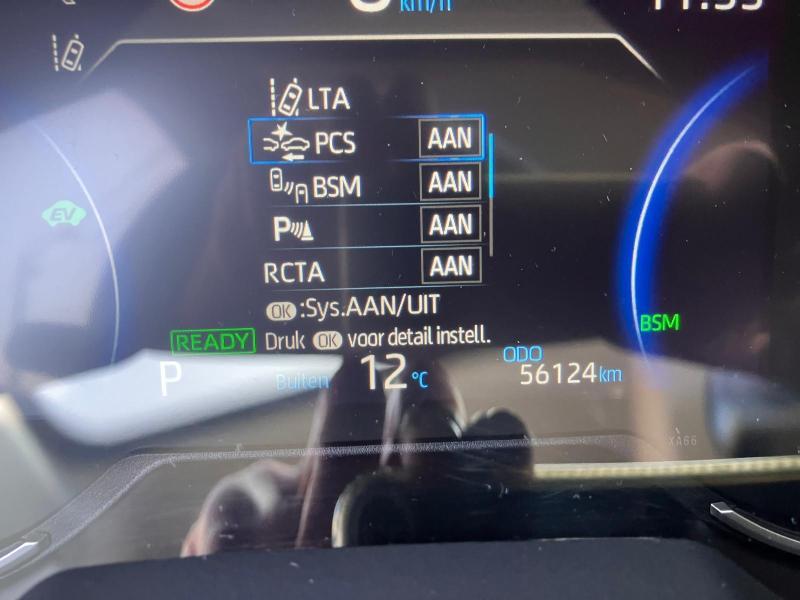 km/h
LTA
PCS AAN
BSM AAN
P AAN
RCTA AAN
OK :Sys.AAN/UIT
Druk OK voor detail instell.
EV
READY
BSM
P
Buiten 12 °C
ODO
56124 km
XA66